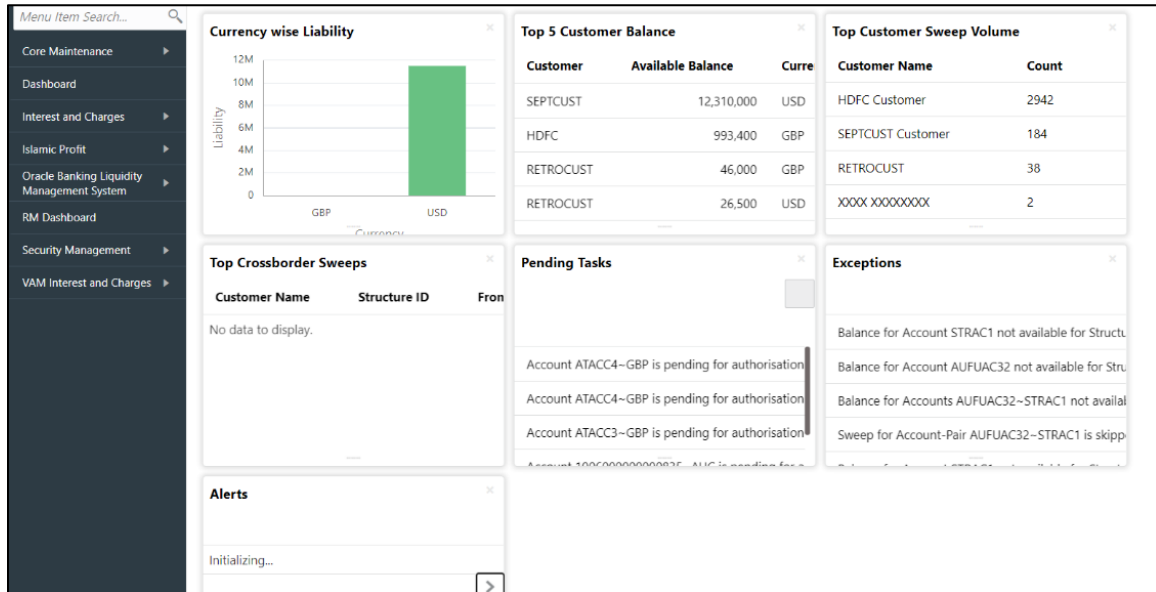 Menu Item Search...
Core Maintenance
Dashboard
Interest and Charges
Islamic Profit
Oracle Banking Liquidity
Management System
RM Dashboard
Security Management
VAM Interest and Charges
Currency wise Liability
12M
10M
8M
6M
4M
2M
0
Liability
GBP USD
Currency
Top 5 Customer Balance
Customer Available Balance Curre
SEPTCUST 12,310,000 USD
HDFC 993,400 GBP
RETROCUST 46,000 GBP
RETROCUST 26,500 USD
Top Customer Sweep Volume
Customer Name Count
HDFC Customer 2942
SEPTCUST Customer 184
RETROCUST 38
XXXX XXXXXXXX 2
Top Crossborder Sweeps
Customer Name Structure ID Fron
No data to display.
Pending Tasks
Account ATACC4~GBP is pending for authorisation
Account ATACC4~GBP is pending for authorisation
Account ATACC3~GBP is pending for authorisation
Exceptions
Balance for Account STRAC1 not available for Structu
Balance for Account AUFUAC32 not available for Stru
Balance for Accounts AUFUAC32~STRAC1 not availal
Sweep for Account-Pair AUFUAC32~STRAC1 is skipp
Alerts
Initializing...